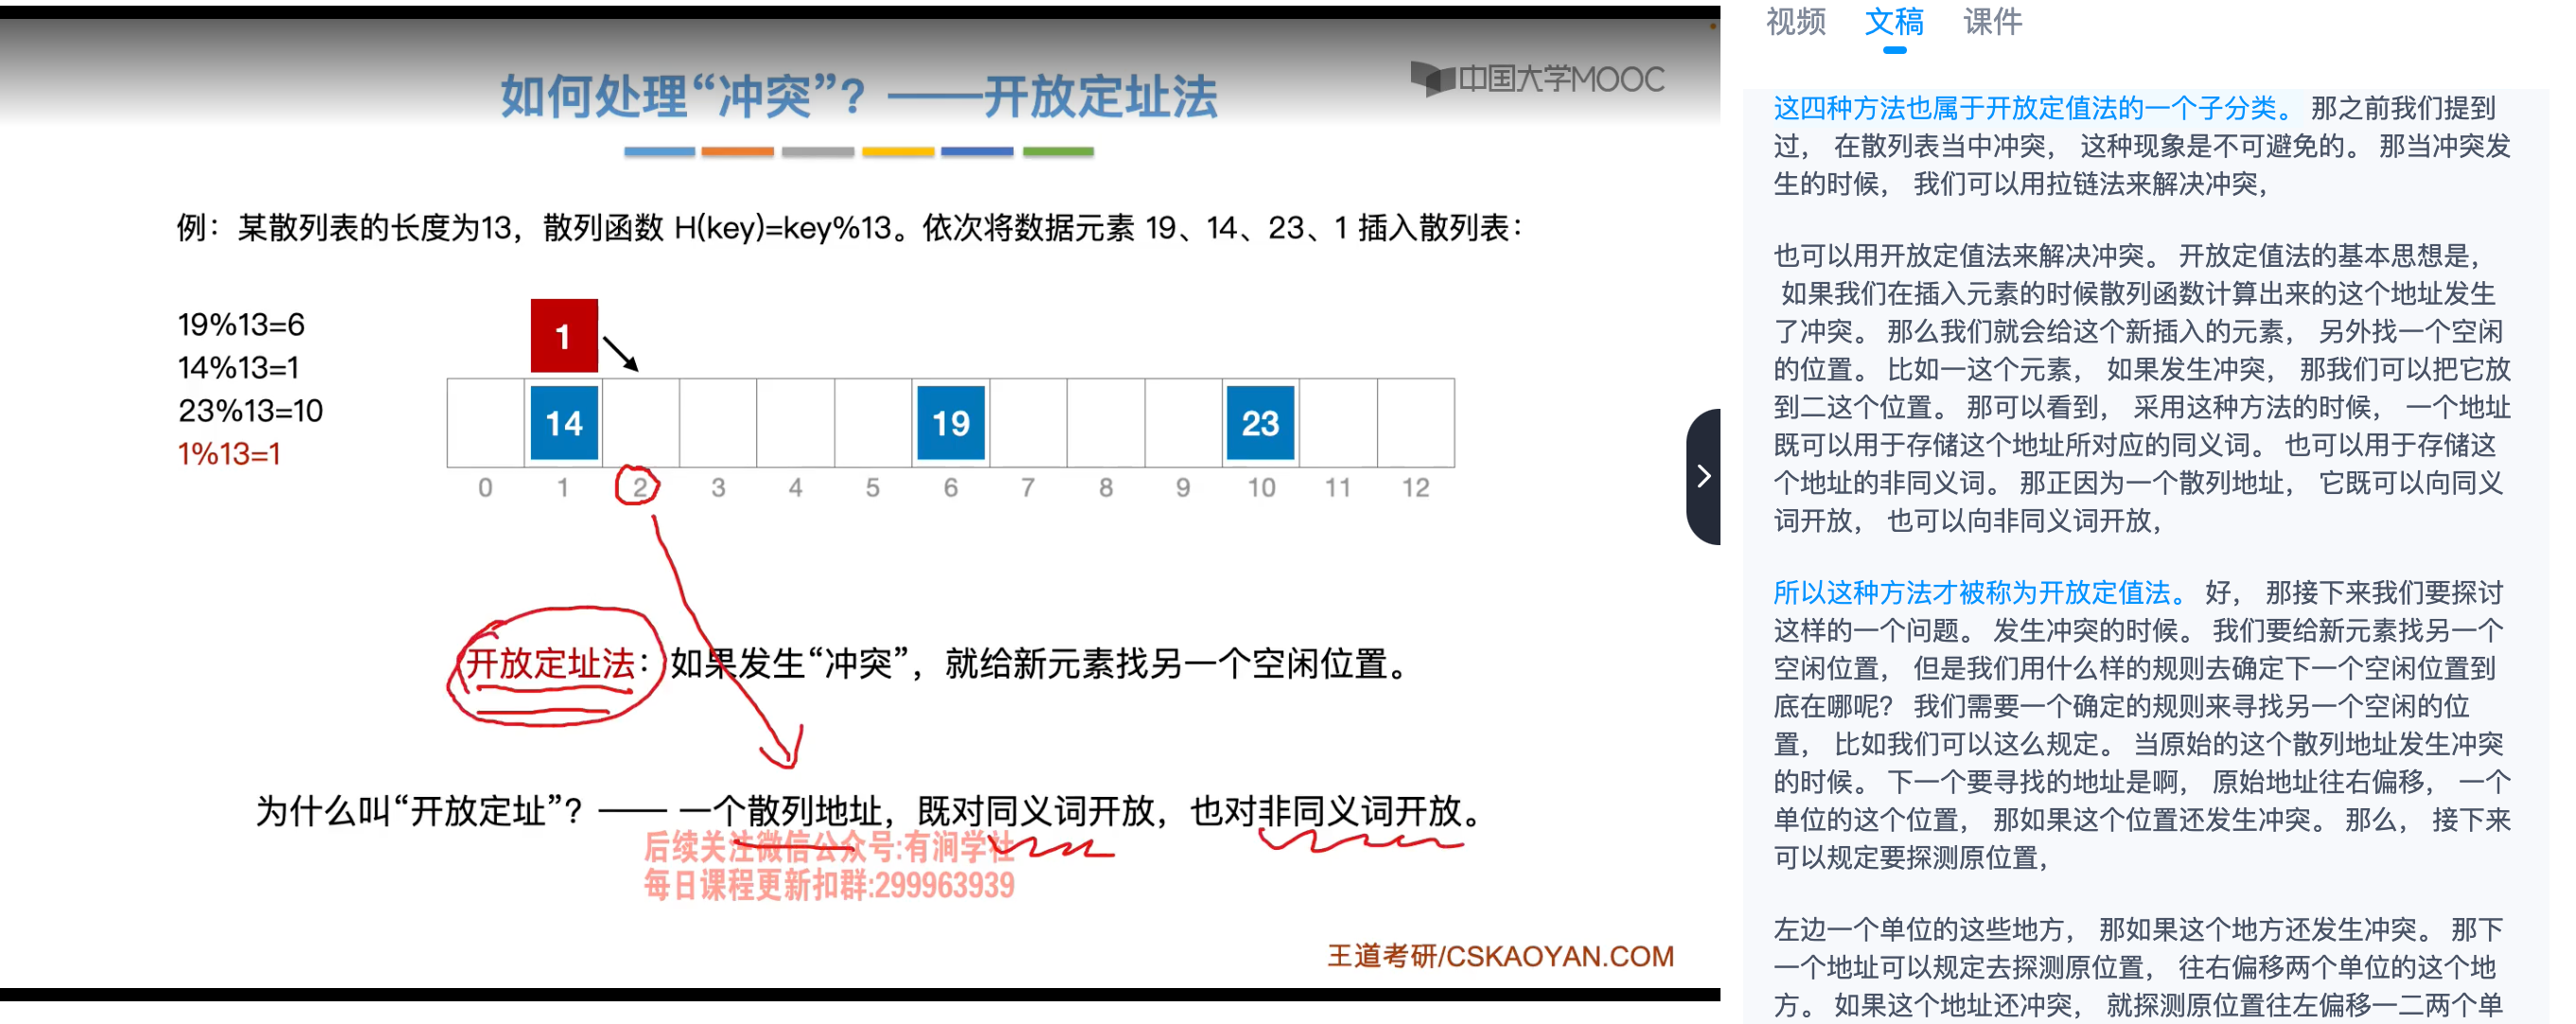 如何处理“冲突”？——开放定址法
中国大学MOOC
例：某散列表的长度为13，散列函数 H(key)=key%13。依次将数据元素 19、14、23、1 插入散列表：
19%13=6
14%13=1
23%13=10
1%13=1
1
14 19 23
0 1 2 3 4 5 6 7 8 9 10 11 12
开放定址法：如果发生“冲突”，就给新元素找另一个空闲位置。
为什么叫“开放定址”？—— 一个散列地址，既对同义词开放，也对非同义词开放。
后续关注微信公众号:有涧学社
每日课程更新扣群:299963939
王道考研/CSKAOYAN.COM
视频 文稿 课件
这四种方法也属于开放定值法的一个子分类。 那之前我们提到
过， 在散列表当中冲突， 这种现象是不可避免的。 那当冲突发
生的时候， 我们可以用拉链法来解决冲突，
也可以用开放定值法来解决冲突。 开放定值法的基本思想是，
如果我们在插入元素的时候散列函数计算出来的这个地址发生
了冲突。 那么我们就会给这个新插入的元素， 另外找一个空闲
的位置。 比如一这个元素， 如果发生冲突， 那我们可以把它放
到二这个位置。 那可以看到， 采用这种方法的时候， 一个地址
既可以用于存储这个地址所对应的同义词。 也可以用于存储这
个地址的非同义词。 那正因为一个散列地址， 它既可以向同义
词开放， 也可以向非同义词开放，
所以这种方法才被称为开放定值法。 好， 那接下来我们要探讨
这样的一个问题。 发生冲突的时候。 我们要给新元素找另一个
空闲位置， 但是我们用什么样的规则去确定下一个空闲位置到
底在哪呢？ 我们需要一个确定的规则来寻找另一个空闲的位
置， 比如我们可以这么规定。 当原始的这个散列地址发生冲突
的时候。 下一个要寻找的地址是啊， 原始地址往右偏移， 一个
单位的这个位置， 那如果这个位置还发生冲突。 那么， 接下来
可以规定要探测原位置，
左边一个单位的这些地方， 那如果这个地方还发生冲突。 那下
一个地址可以规定去探测原位置， 往右偏移两个单位的这个地
方。 如果这个地址还冲突， 就探测原位置往左偏移一二两个单